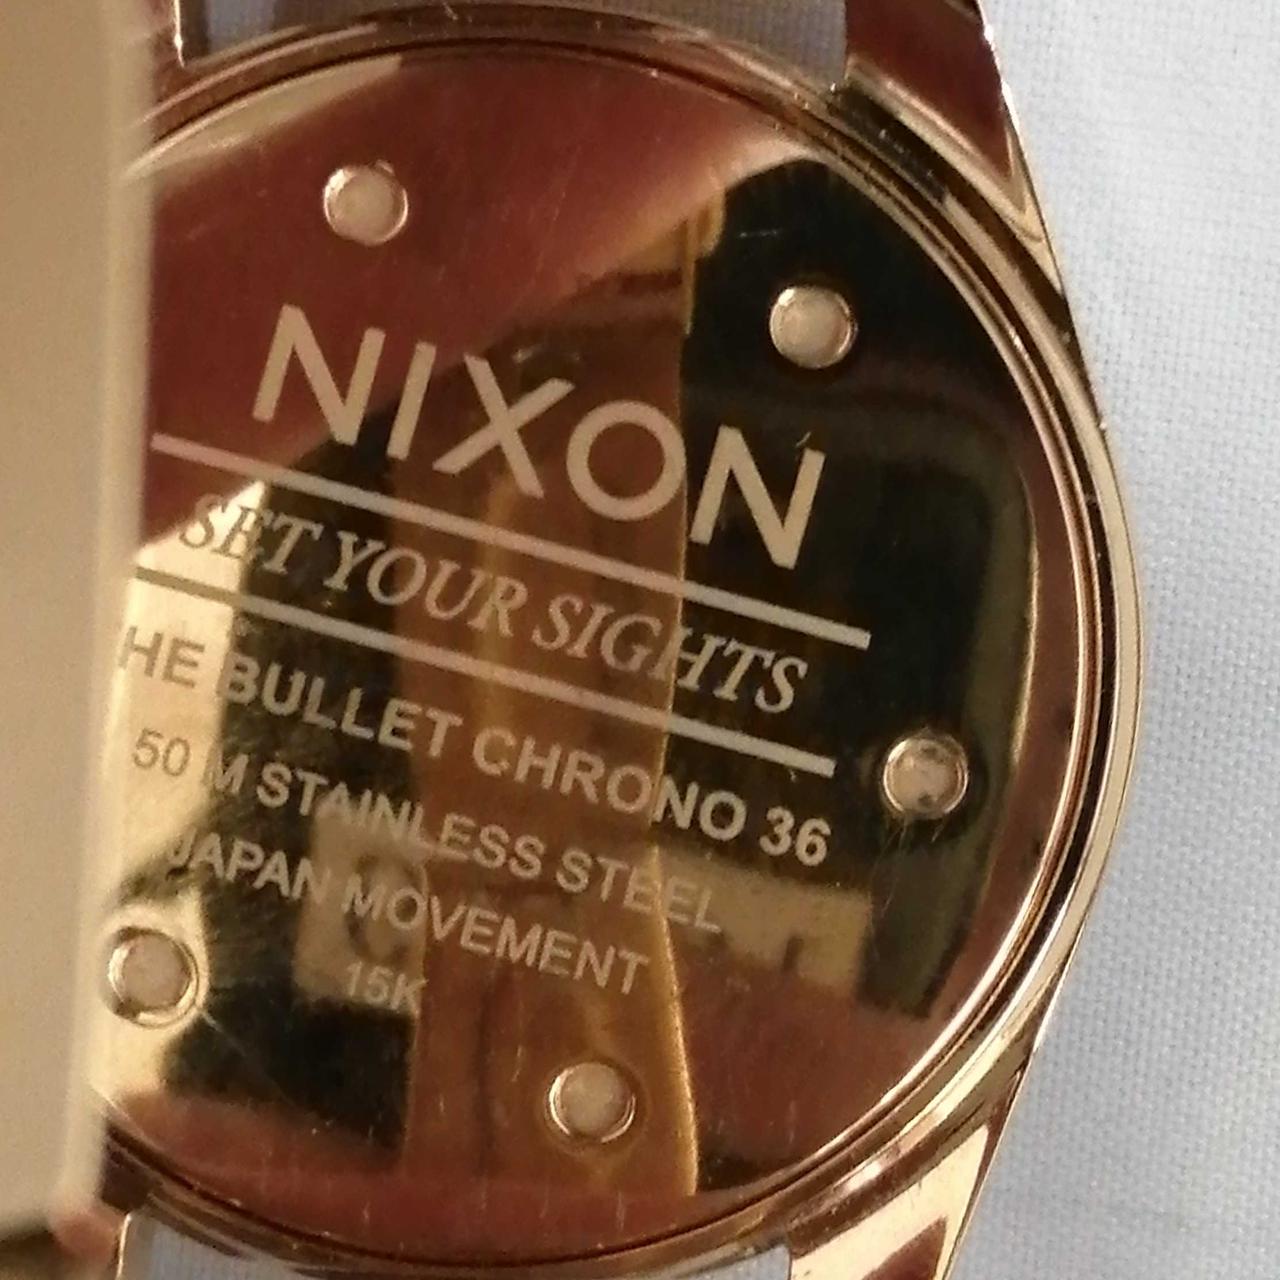 NIXON
SET YOUR SIGHTS
HE BULLET CHRONO 36
50 M STAINLESS STEEL
JAPAN MOVEMENT
15K